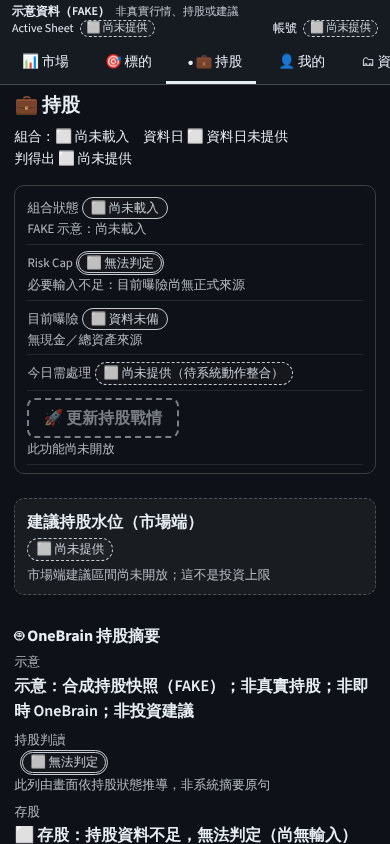 示意資料（FAKE） 非真實行情、持股或建議
Active Sheet 尚未提供 帳號 尚未提供
市場 標的 持股 我的 資
持股
組合： 尚未載入 資料日 資料日未提供
判得出 尚未提供
組合狀態 尚未載入
FAKE 示意：尚未載入
Risk Cap 無法判定
必要輸入不足：目前曝險尚無正式來源
目前曝險 資料未備
無現金／總資產來源
今日需處理 尚未提供（待系統動作整合）
更新持股戰情
此功能尚未開放
建議持股水位（市場端）
尚未提供
市場端建議區間尚未開放；這不是投資上限
OneBrain 持股摘要
示意
示意：合成持股快照（FAKE）；非真實持股；非即
時 OneBrain；非投資建議
持股判讀
無法判定
此列由畫面依持股狀態推導，非系統摘要原句
存股
存股：持股資料不足，無法判定（尚無輸入）